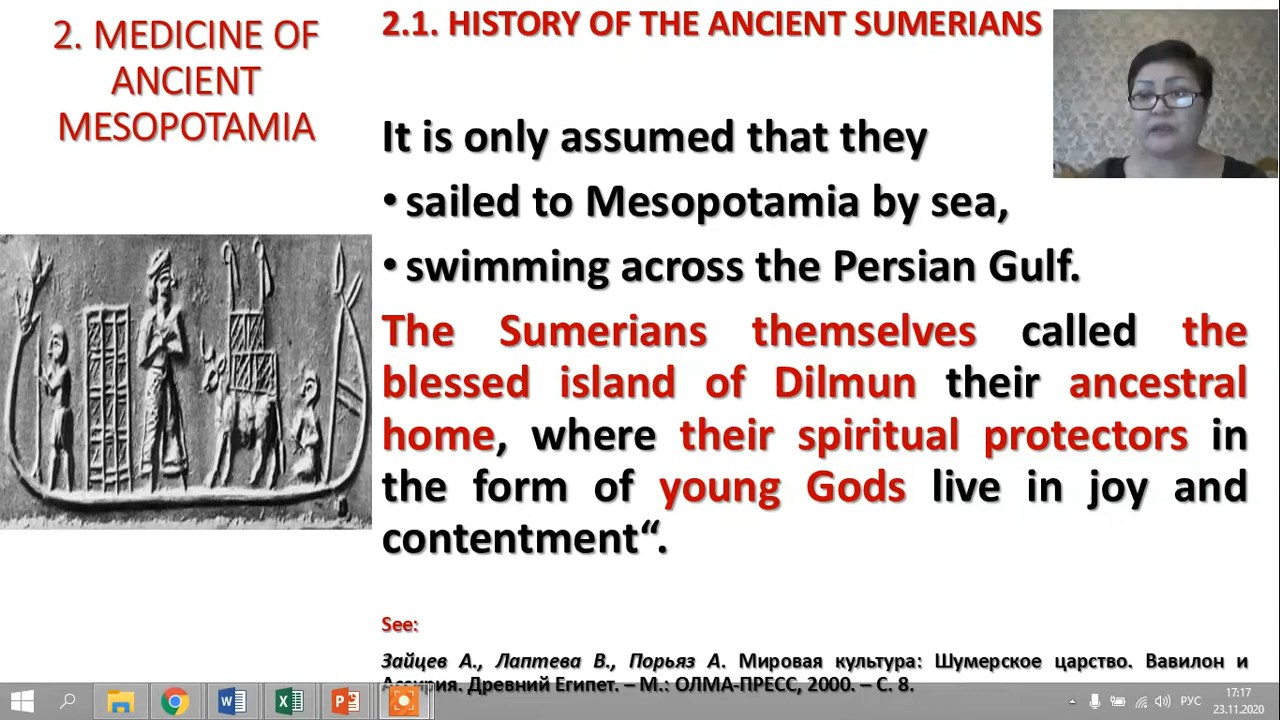 2. MEDICINE OF
ANCIENT
MESOPOTAMIA
2.1. HISTORY OF THE ANCIENT SUMERIANS
It is only assumed that they
• sailed to Mesopotamia by sea,
• swimming across the Persian Gulf.
The Sumerians themselves called the
blessed island of Dilmun their ancestral
home, where their spiritual protectors in
the form of young Gods live in joy and
contentment“.
See:
Зайцев А., Лаптева В., Порьяз А. Мировая культура: Шумерское царство. Вавилон и
Ассирия. Древний Египет. – М.: ОЛМА-ПРЕСС, 2000. – С. 8.
РУС
17:17
23.11.2020